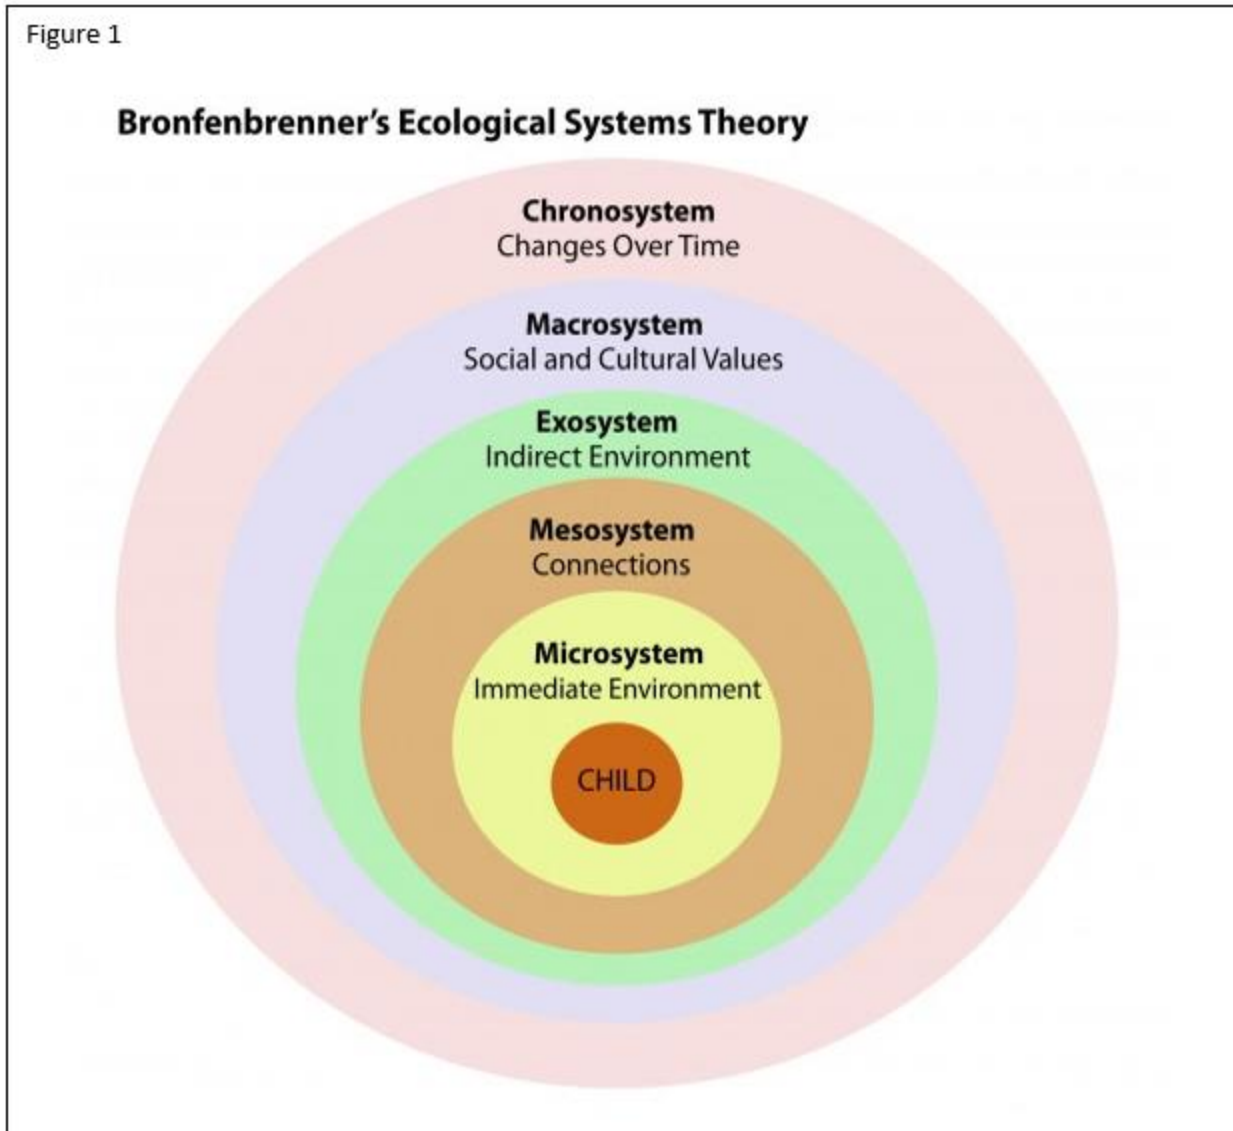 Figure 1
Bronfenbrenner's Ecological Systems Theory
Chronosystem
Changes Over Time
Macrosystem
Social and Cultural Values
Exosystem
Indirect Environment
Mesosystem
Connections
Microsystem
Immediate Environment
CHILD